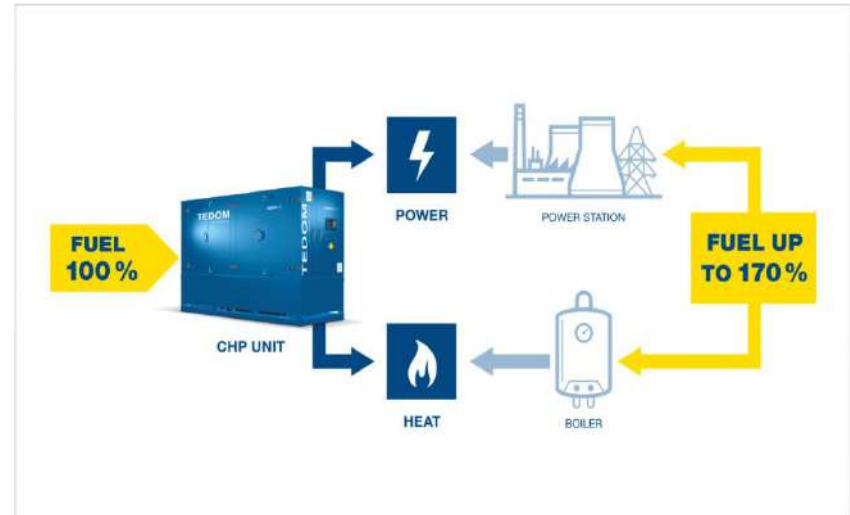 FUEL
100 %
TEDOM
TEDOM
CHP UNIT
POWER
HEAT
POWER STATION
BOILER
FUEL UP
TO 170 %